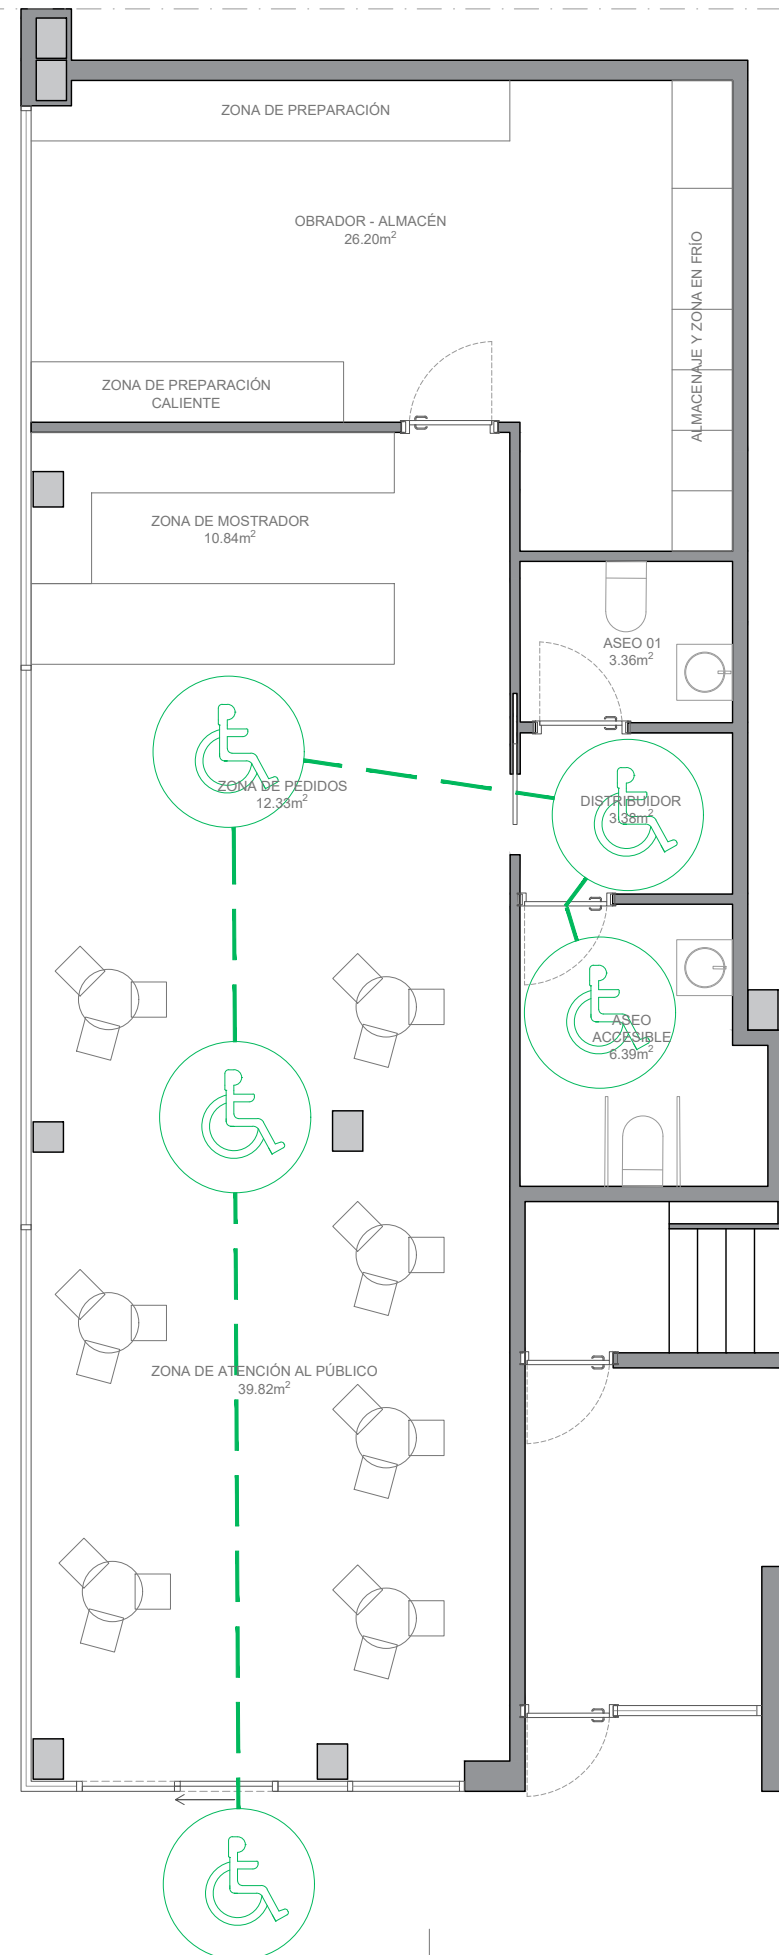 ZONA DE PREPARACIÓN
OBRADOR - ALMACÉN
26.20m²
ALMACENAJE Y ZONA EN FRÍO
ZONA DE PREPARACIÓN
CALIENTE
ZONA DE MOSTRADOR
10.84m²
ASEO 01
3.36m²
ZONA DE PEDIDOS
12.33m²
DISTRIBUIDOR
3.38m²
ASEO
ACCESIBLE
6.39m²
ZONA DE ATENCIÓN AL PÚBLICO
39.82m²